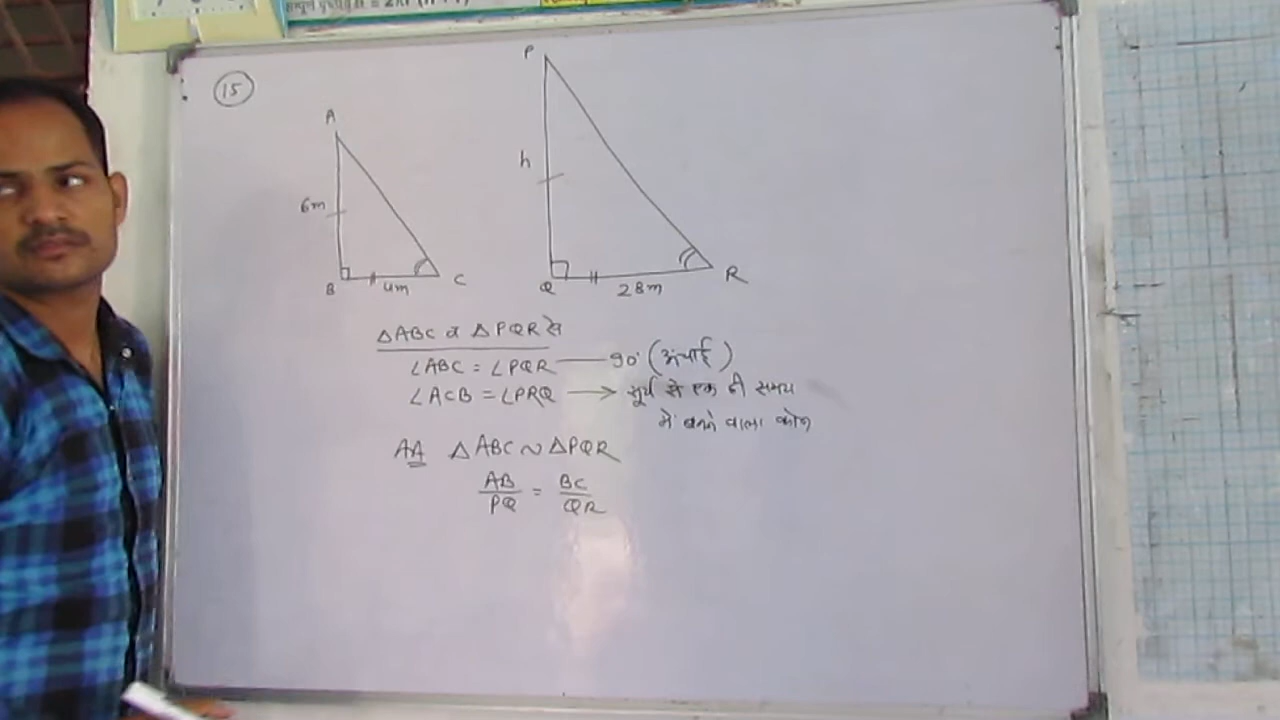 15
P
A
h
6m
B
4m
C
Q
28m
R
△ABC व △PQR से
∠ABC = ∠PQR — 90° (ऊंचाई)
∠ACB = ∠PRQ → सूर्य से एक ही समय
में बनने वाला कोण
AA △ABC ~ △PQR
AB/PQ = BC/QR